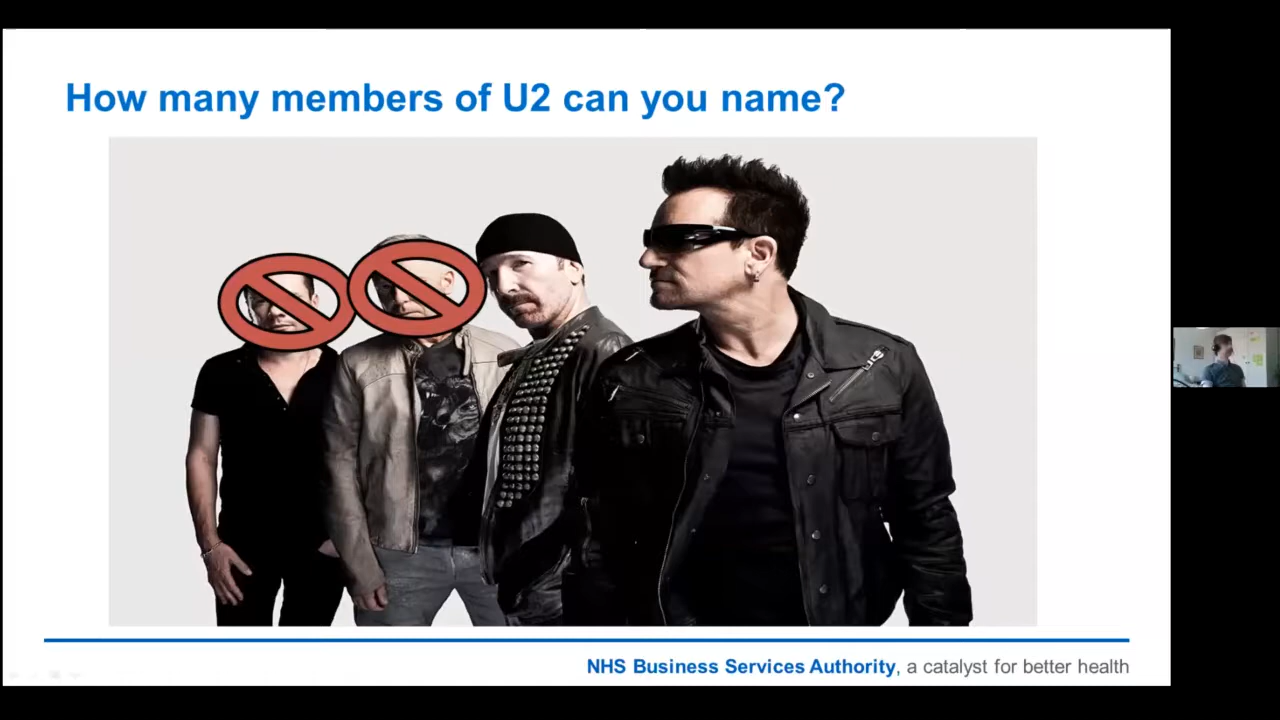 How many members of U2 can you name?
NHS Business Services Authority, a catalyst for better health